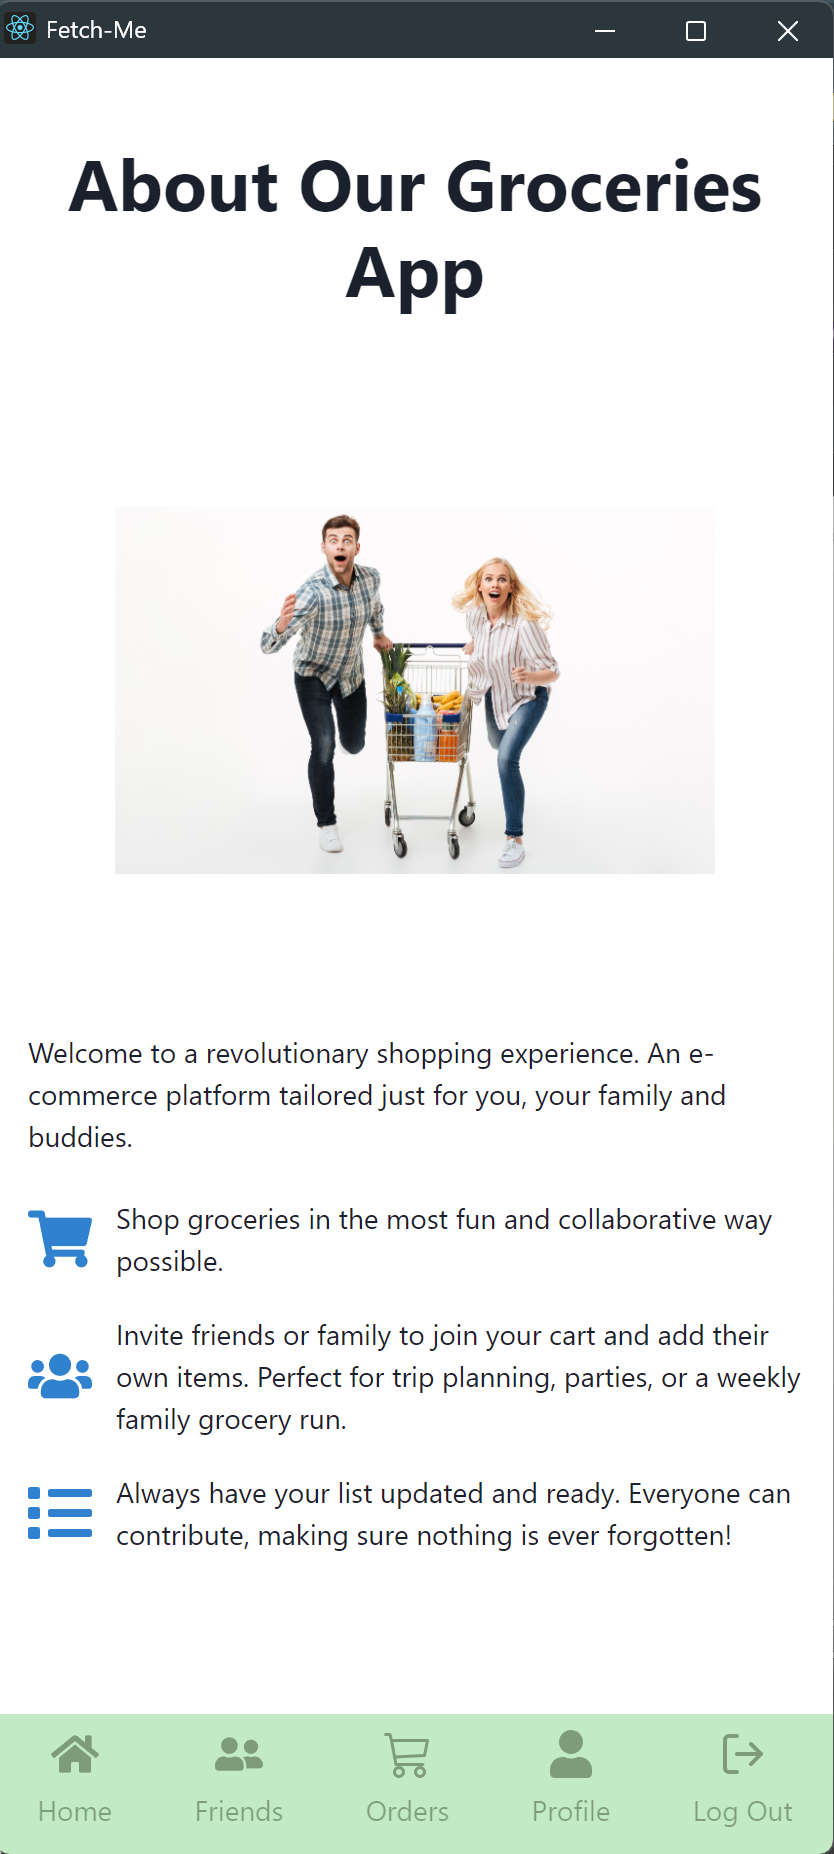 Fetch-Me
About Our Groceries
App
Welcome to a revolutionary shopping experience. An e-
commerce platform tailored just for you, your family and
buddies.
Shop groceries in the most fun and collaborative way
possible.
Invite friends or family to join your cart and add their
own items. Perfect for trip planning, parties, or a weekly
family grocery run.
Always have your list updated and ready. Everyone can
contribute, making sure nothing is ever forgotten!
Home Friends Orders Profile Log Out